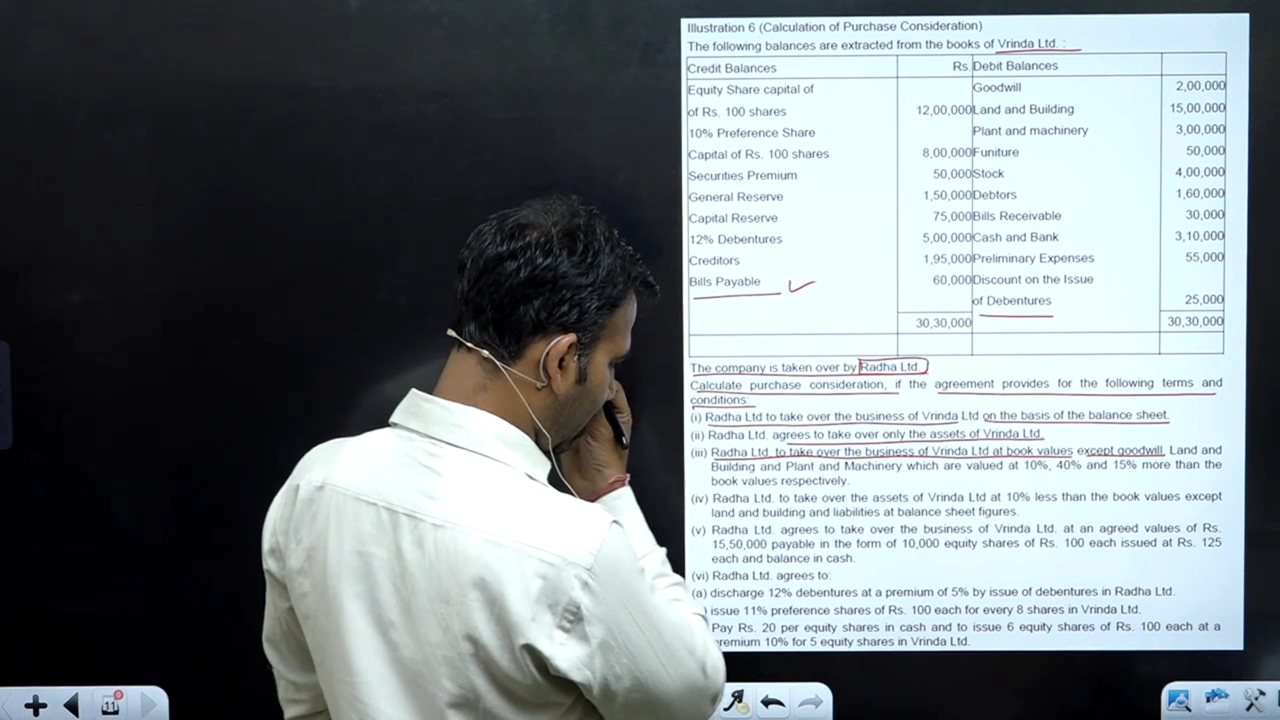 Illustration 6 (Calculation of Purchase Consideration)
The following balances are extracted from the books of Vrinda Ltd. :
Credit Balances Rs. Debit Balances
Equity Share capital of Goodwill 2,00,000
of Rs. 100 shares 12,00,000 Land and Building 15,00,000
10% Preference Share Plant and machinery 3,00,000
Capital of Rs. 100 shares 8,00,000 Funiture 50,000
Securities Premium 50,000 Stock 4,00,000
General Reserve 1,50,000 Debtors 1,60,000
Capital Reserve 75,000 Bills Receivable 30,000
12% Debentures 5,00,000 Cash and Bank 3,10,000
Creditors 1,95,000 Preliminary Expenses 55,000
Bills Payable 60,000 Discount on the Issue
of Debentures 25,000
30,30,000 30,30,000
The company is taken over by Radha Ltd.
Calculate purchase consideration, if the agreement provides for the following terms and
conditions:
(i) Radha Ltd to take over the business of Vrinda Ltd on the basis of the balance sheet.
(ii) Radha Ltd. agrees to take over only the assets of Vrinda Ltd.
(iii) Radha Ltd. to take over the business of Vrinda Ltd at book values except goodwill, Land and
Building and Plant and Machinery which are valued at 10%, 40% and 15% more than the
book values respectively.
(iv) Radha Ltd. to take over the assets of Vrinda Ltd at 10% less than the book values except
land and building and liabilities at balance sheet figures.
(v) Radha Ltd. agrees to take over the business of Vrinda Ltd. at an agreed values of Rs.
15,50,000 payable in the form of 10,000 equity shares of Rs. 100 each issued at Rs. 125
each and balance in cash.
(vi) Radha Ltd. agrees to:
(a) discharge 12% debentures at a premium of 5% by issue of debentures in Radha Ltd.
) issue 11% preference shares of Rs. 100 each for every 8 shares in Vrinda Ltd.
Pay Rs. 20 per equity shares in cash and to issue 6 equity shares of Rs. 100 each at a
remium 10% for 5 equity shares in Vrinda Ltd.
11
0